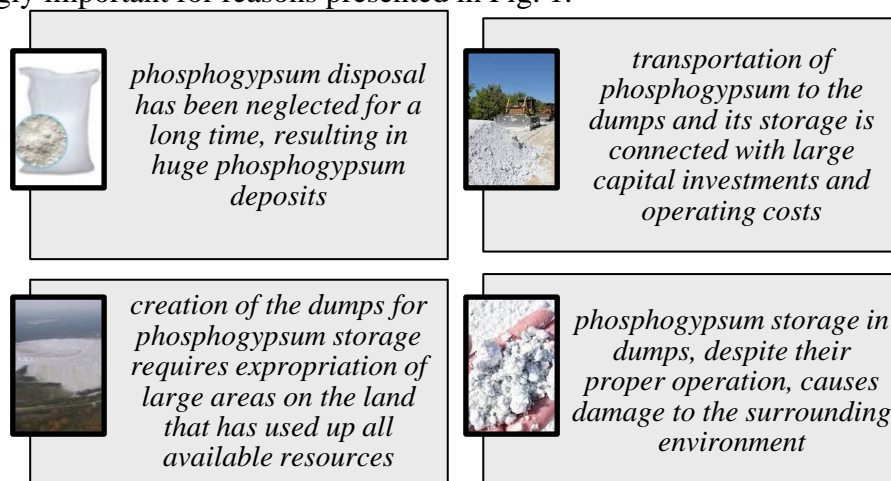 important for reasons presented in Fig. 1.
phosphogypsum disposal
has been neglected for a
long time, resulting in
huge phosphogypsum
deposits
transportation of
phosphogypsum to the
dumps and its storage is
connected with large
capital investments and
operating costs
creation of the dumps for
phosphogypsum storage
requires expropriation of
large areas on the land
that has used up all
available resources
phosphogypsum storage in
dumps, despite their
proper operation, causes
damage to the surrounding
environment